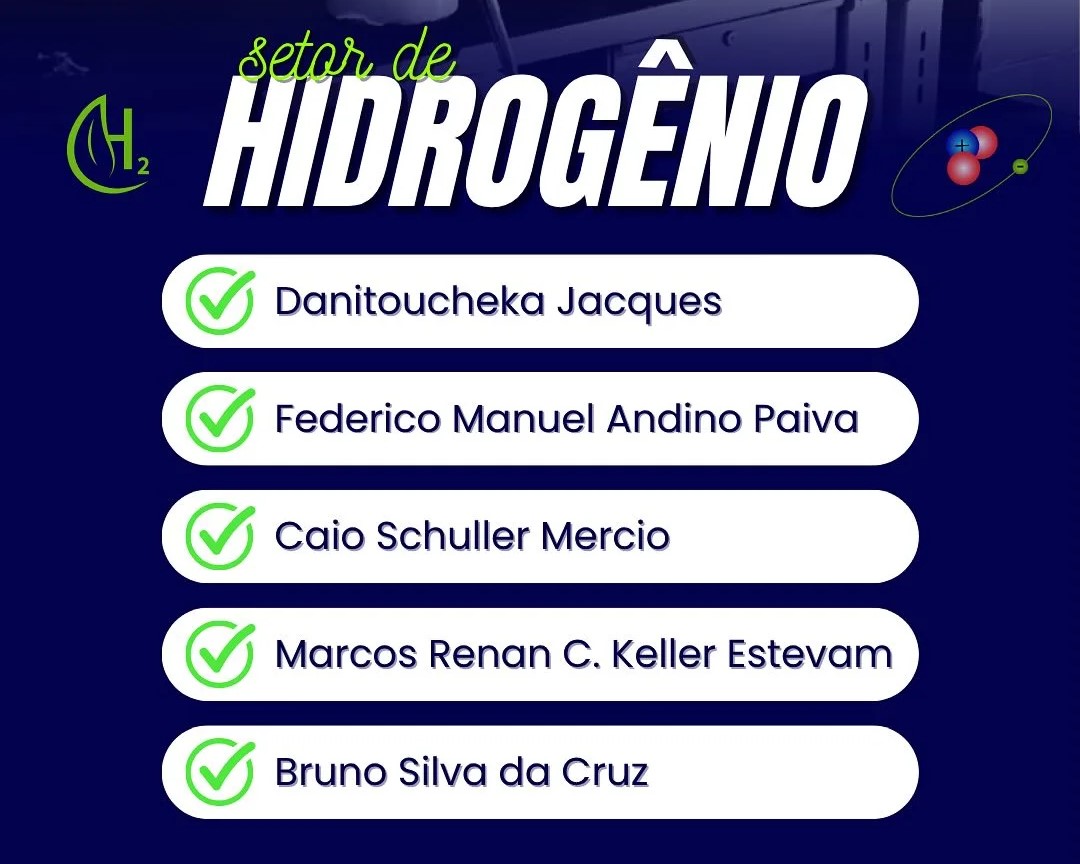 setor de
HIDROGÊNIO
H2
+
-
Danitoucheka Jacques
Federico Manuel Andino Paiva
Caio Schuller Mercio
Marcos Renan C. Keller Estevam
Bruno Silva da Cruz